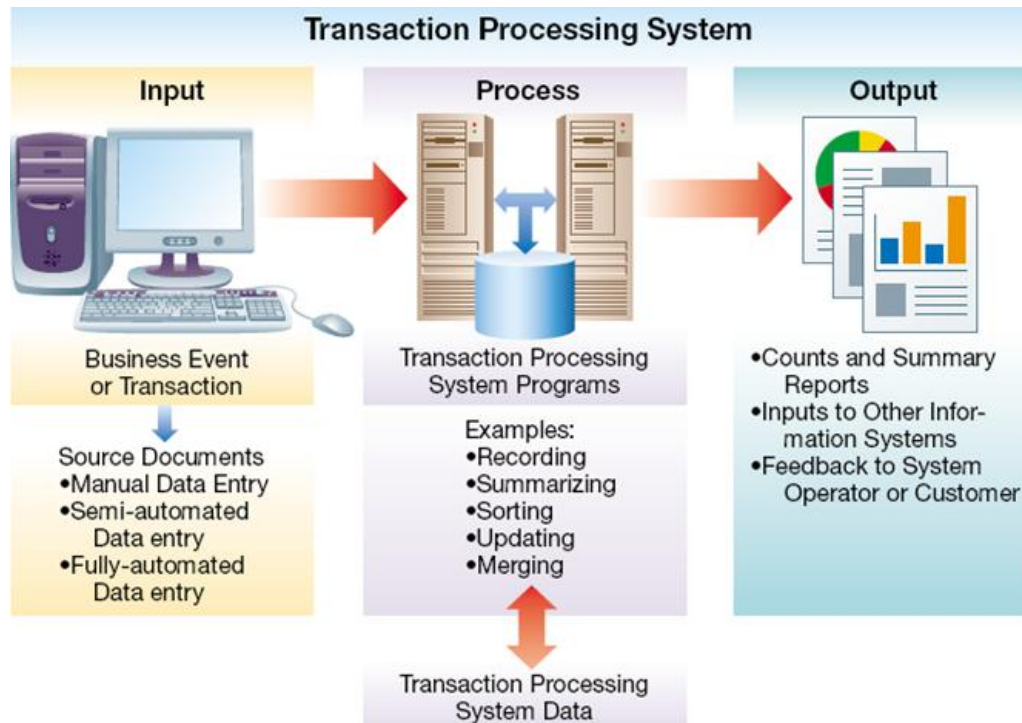 Transaction Processing System
Input
Business Event
or Transaction
Source Documents
•Manual Data Entry
•Semi-automated
Data entry
•Fully-automated
Data entry
Process
Transaction Processing
System Programs
Examples:
•Recording
•Summarizing
•Sorting
•Updating
•Merging
Transaction Processing
System Data
Output
•Counts and Summary
Reports
•Inputs to Other Infor-
mation Systems
•Feedback to System
Operator or Customer